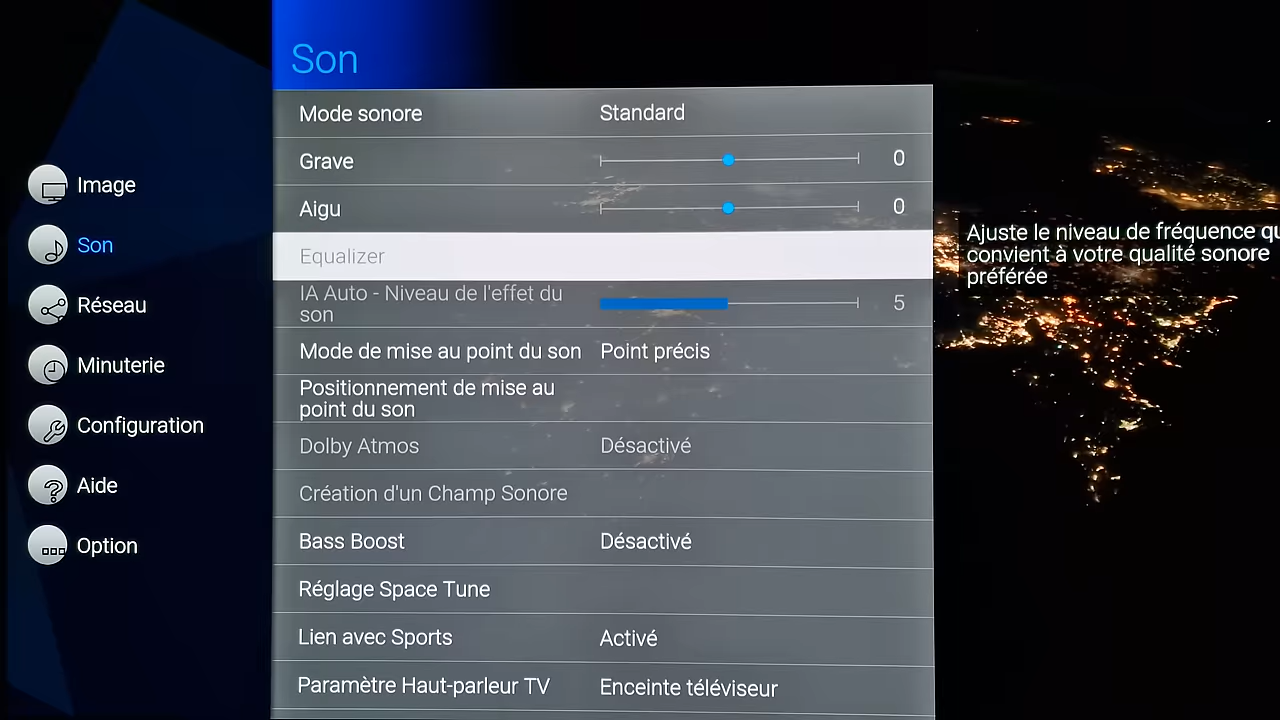 Son
Mode sonore Standard
Grave 0
Aigu 0
Equalizer
IA Auto - Niveau de l'effet du
son 5
Mode de mise au point du son Point précis
Positionnement de mise au
point du son
Dolby Atmos Désactivé
Création d'un Champ Sonore
Bass Boost Désactivé
Réglage Space Tune
Lien avec Sports Activé
Paramètre Haut-parleur TV Enceinte téléviseur
Image
Son
Réseau
Minuterie
Configuration
Aide
Option
Ajuste le niveau de fréquence qu
convient à votre qualité sonore
préférée